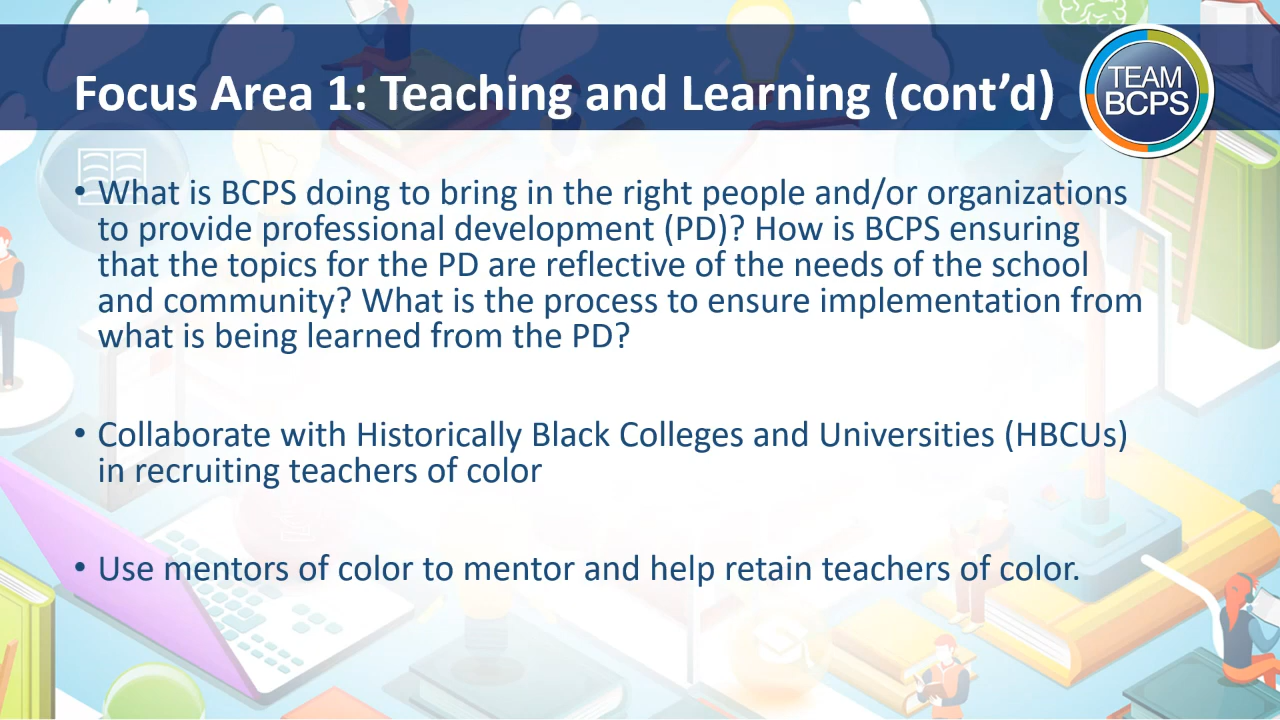 Focus Area 1: Teaching and Learning (cont’d)
TEAM
BCPS
• What is BCPS doing to bring in the right people and/or organizations
to provide professional development (PD)? How is BCPS ensuring
that the topics for the PD are reflective of the needs of the school
and community? What is the process to ensure implementation from
what is being learned from the PD?
• Collaborate with Historically Black Colleges and Universities (HBCUs)
in recruiting teachers of color
• Use mentors of color to mentor and help retain teachers of color.